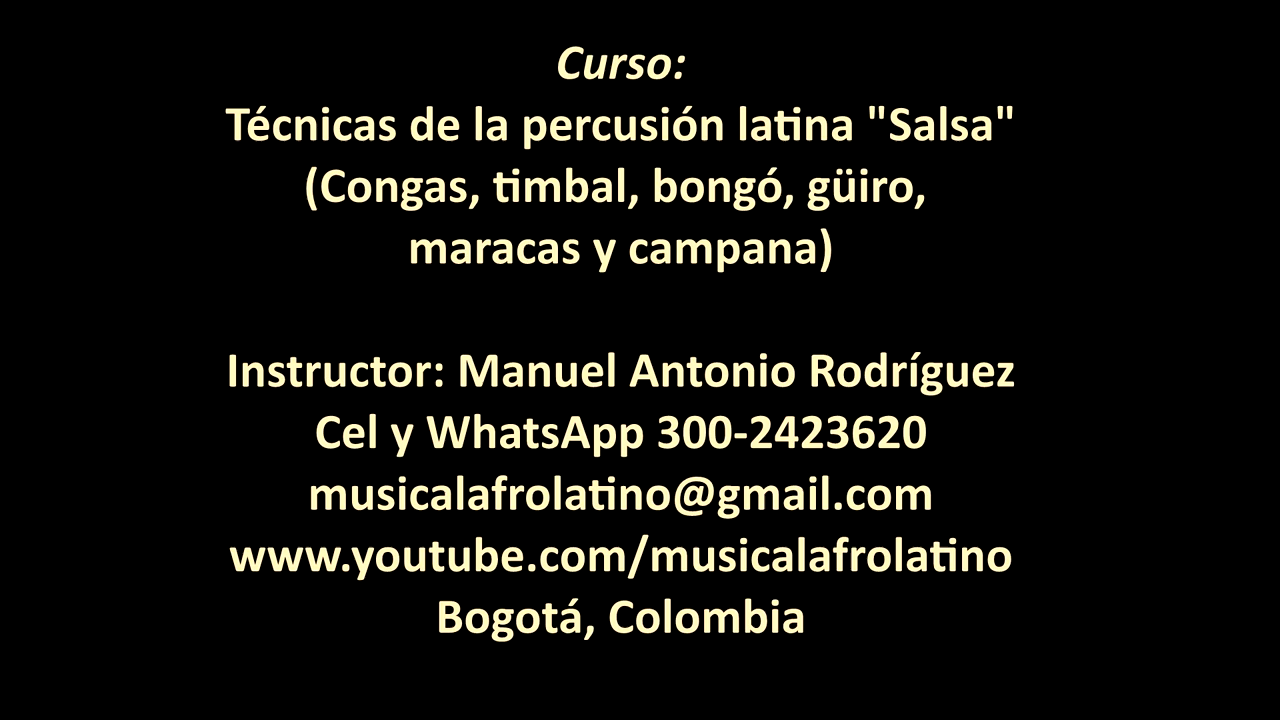 Curso:
Técnicas de la percusión latina "Salsa"
(Congas, timbal, bongó, güiro,
maracas y campana)
Instructor: Manuel Antonio Rodríguez
Cel y WhatsApp 300-2423620
musicalafrolatino@gmail.com
www.youtube.com/musicalafrolatino
Bogotá, Colombia